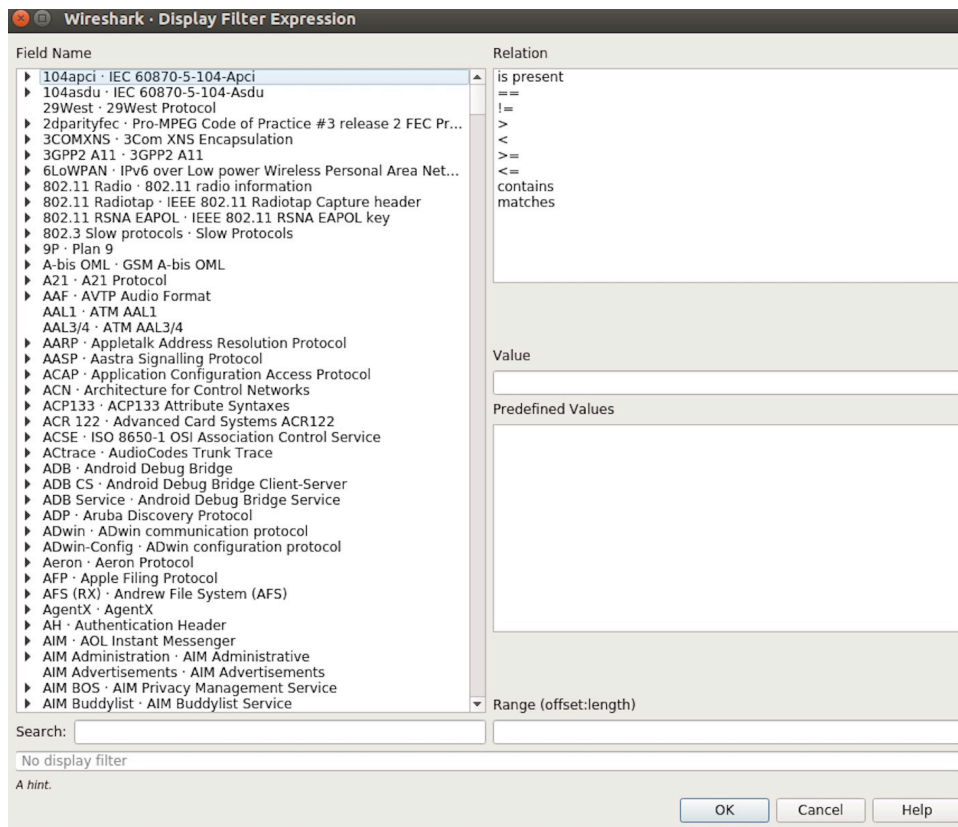 Wireshark · Display Filter Expression
Field Name
104apci · IEC 60870-5-104-Apci
104asdu · IEC 60870-5-104-Asdu
29West · 29West Protocol
2dparityfec · Pro-MPEG Code of Practice #3 release 2 FEC Pr...
3COMXNS · 3Com XNS Encapsulation
3GPP2 A11 · 3GPP2 A11
6LoWPAN · IPv6 over Low power Wireless Personal Area Net...
802.11 Radio · 802.11 radio information
802.11 Radiotap · IEEE 802.11 Radiotap Capture header
802.11 RSNA EAPOL · IEEE 802.11 RSNA EAPOL key
802.3 Slow protocols · Slow Protocols
9P · Plan 9
A-bis OML · GSM A-bis OML
A21 · A21 Protocol
AAF · AVTP Audio Format
AAL1 · ATM AAL1
AAL3/4 · ATM AAL3/4
AARP · Appletalk Address Resolution Protocol
AASP · Aastra Signalling Protocol
ACAP · Application Configuration Access Protocol
ACN · Architecture for Control Networks
ACP133 · ACP133 Attribute Syntaxes
ACR 122 · Advanced Card Systems ACR122
ACSE · ISO 8650-1 OSI Association Control Service
ACtrace · AudioCodes Trunk Trace
ADB · Android Debug Bridge
ADB CS · Android Debug Bridge Client-Server
ADB Service · Android Debug Bridge Service
ADP · Aruba Discovery Protocol
ADwin · ADwin communication protocol
ADwin-Config · ADwin configuration protocol
Aeron · Aeron Protocol
AFP · Apple Filing Protocol
AFS (RX) · Andrew File System (AFS)
AgentX · AgentX
AH · Authentication Header
AIM · AOL Instant Messenger
AIM Administration · AIM Administrative
AIM Advertisements · AIM Advertisements
AIM BOS · AIM Privacy Management Service
AIM Buddylist · AIM Buddylist Service
Search:
Relation
is present
==
!=
>
<
>=
<=
contains
matches
Value
Predefined Values
Range (offset:length)
No display filter
A hint.
OK
Cancel
Help